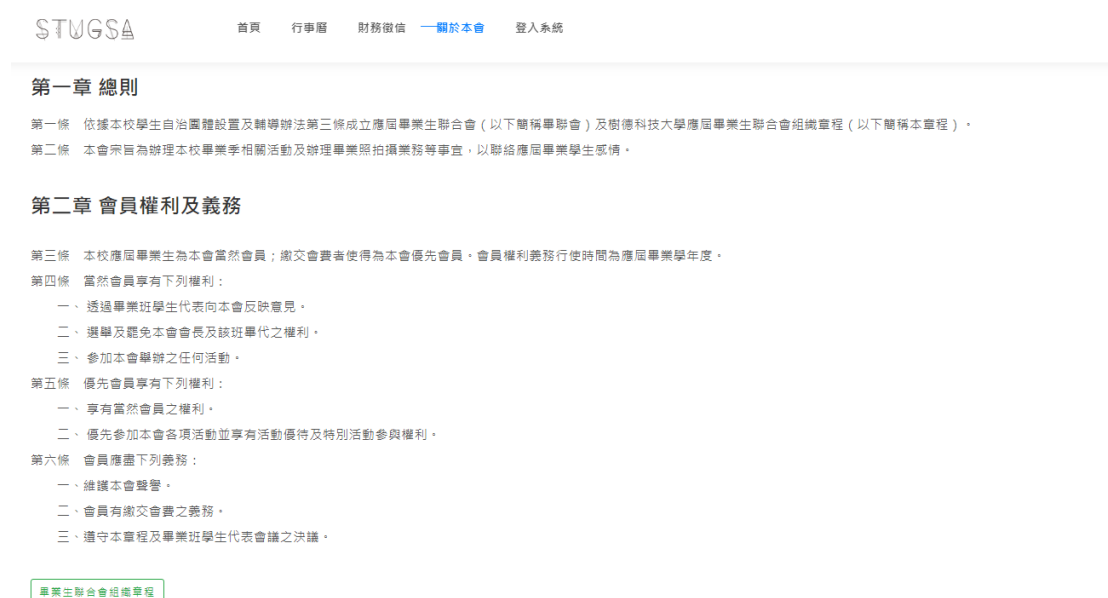 STUGSA
首頁 行事曆 財務徵信 關於本會 登入系統
第一章 總則
第一條 依據本校學生自治團體設置及輔導辦法第三條成立應屆畢業生聯合會(以下簡稱畢聯會)及樹德科技大學應屆畢業生聯合會組織章程(以下簡稱本章程)。
第二條 本會宗旨為辦理本校畢業季相關活動及辦理畢業照拍攝業務等事宜,以聯絡應屆畢業學生感情。
第二章 會員權利及義務
第三條 本校應屆畢業生為本會當然會員;繳交會費者使得為本會優先會員。會員權利義務行使時間為應屆畢業學年度。
第四條 當然會員享有下列權利:
一、 透過畢業班學生代表向本會反映意見。
二、 選舉及罷免本會會長及該班畢代之權利。
三、 參加本會舉辦之任何活動。
第五條 優先會員享有下列權利:
一、 享有當然會員之權利。
二、 優先參加本會各項活動並享有活動優待及特別活動參與權利。
第六條 會員應盡下列義務:
一、維護本會聲譽。
二、會員有繳交會費之義務。
三、遵守本章程及畢業班學生代表會議之決議。
畢業生聯合會組織章程